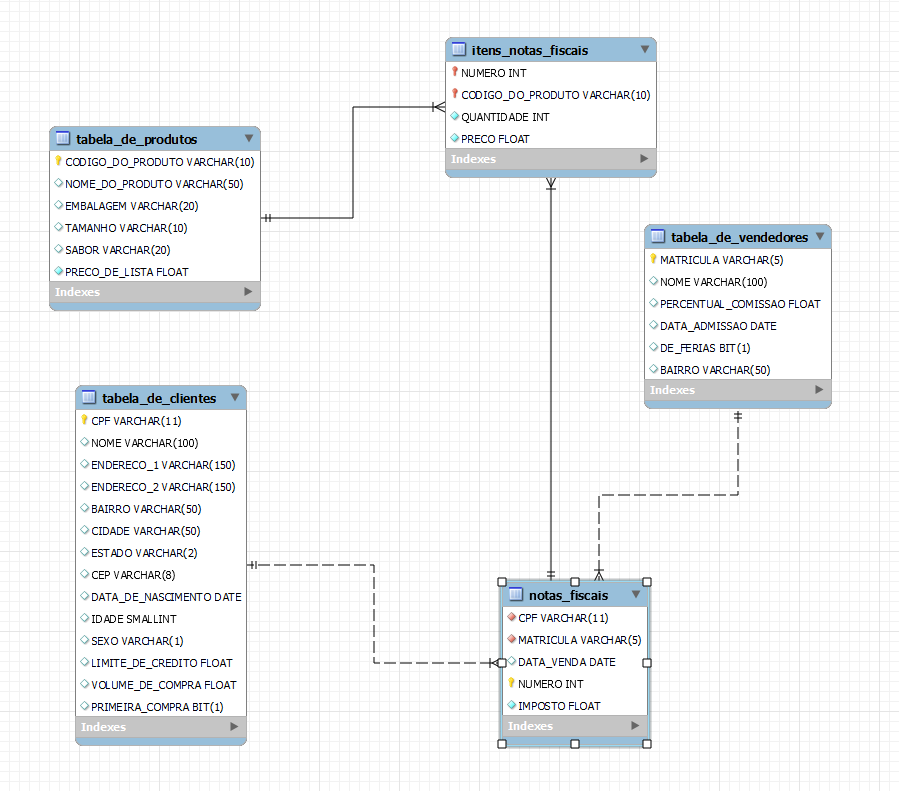 itens_notas_fiscais
NUMERO INT
CODIGO_DO_PRODUTO VARCHAR(10)
QUANTIDADE INT
PRECO FLOAT
Indexes
tabela_de_produtos
CODIGO_DO_PRODUTO VARCHAR(10)
NOME_DO_PRODUTO VARCHAR(50)
EMBALAGEM VARCHAR(20)
TAMANHO VARCHAR(10)
SABOR VARCHAR(20)
PRECO_DE_LISTA FLOAT
Indexes
tabela_de_vendedores
MATRICULA VARCHAR(5)
NOME VARCHAR(100)
PERCENTUAL_COMISSAO FLOAT
DATA_ADMISSAO DATE
DE_FERIAS BIT(1)
BAIRRO VARCHAR(50)
Indexes
tabela_de_clientes
CPF VARCHAR(11)
NOME VARCHAR(100)
ENDERECO_1 VARCHAR(150)
ENDERECO_2 VARCHAR(150)
BAIRRO VARCHAR(50)
CIDADE VARCHAR(50)
ESTADO VARCHAR(2)
CEP VARCHAR(8)
DATA_DE_NASCIMENTO DATE
IDADE SMALLINT
SEXO VARCHAR(1)
LIMITE_DE_CREDITO FLOAT
VOLUME_DE_COMPRA FLOAT
PRIMEIRA_COMPRA BIT(1)
Indexes
notas_fiscais
CPF VARCHAR(11)
MATRICULA VARCHAR(5)
DATA_VENDA DATE
NUMERO INT
IMPOSTO FLOAT
Indexes